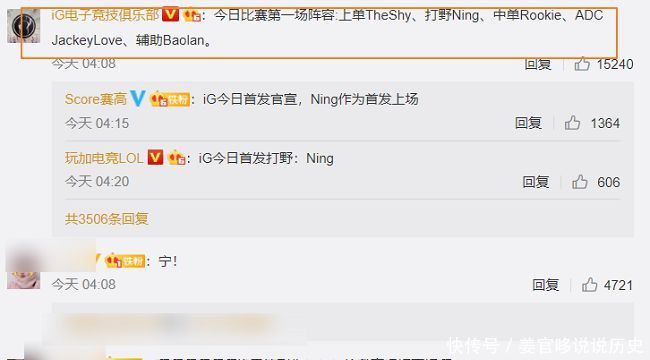 iG电子竞技俱乐部：今日比赛第一场阵容:上单TheShy、打野Ning、中单Rookie、ADC
JackeyLove、辅助Baolan。
今天 04:08 回复 15240
Score赛高 铁粉：iG今日首发官宣，Ning作为首发上场
今天 04:15 回复 1364
玩加电竞LOL：iG今日首发打野：Ning
今天 04:20 回复 606
共3506条回复
铁粉：宁！
今天 04:08 回复 4721
快传号 / 姜官哆说说历史